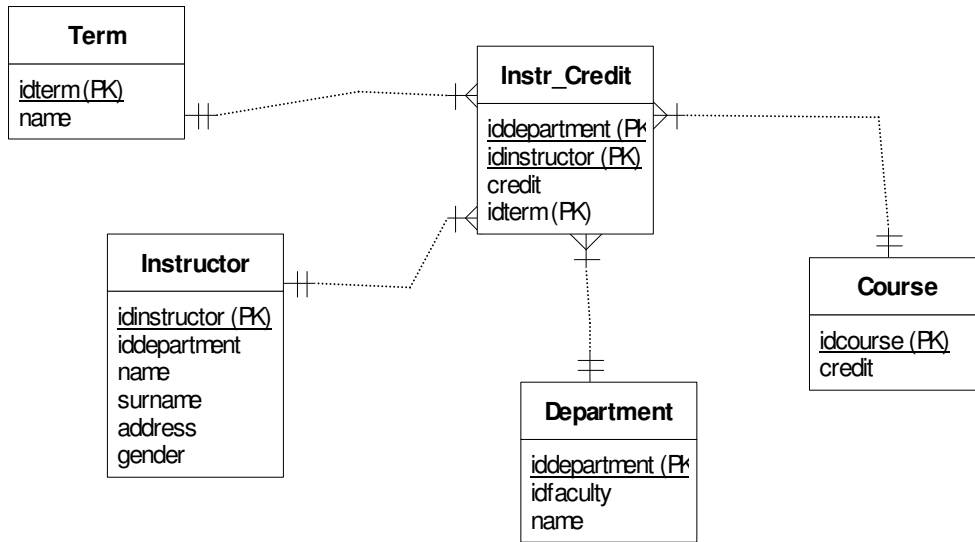 Term
idterm (PK)
name
Instr_Credit
iddepartment (PK
idinstructor (PK)
credit
idterm (PK)
Instructor
idinstructor (PK)
iddepartment
name
surname
address
gender
Course
idcourse (PK)
credit
Department
iddepartment (PK
idfaculty
name